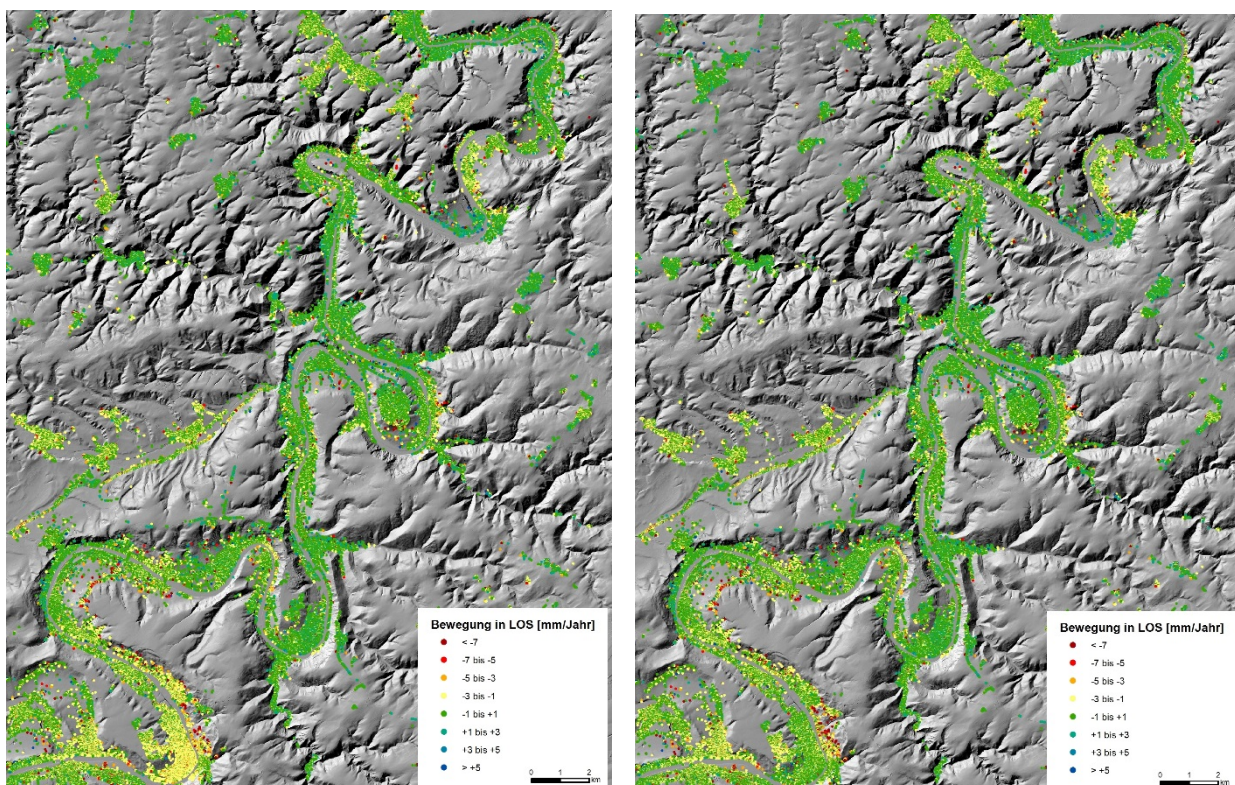 Bewegung in LOS [mm/Jahr]
< -7
-7 bis -5
-5 bis -3
-3 bis -1
-1 bis +1
+1 bis +3
+3 bis +5
> +5
0 1 2
km
Bewegung in LOS [mm/Jahr]
< -7
-7 bis -5
-5 bis -3
-3 bis -1
-1 bis +1
+1 bis +3
+3 bis +5
> +5
0 1 2
km